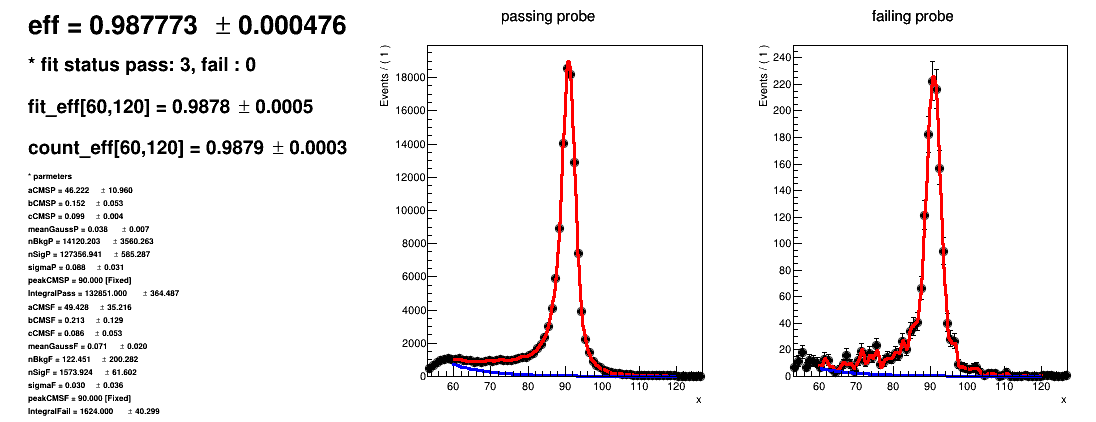 eff = 0.987773 ± 0.000476
* fit status pass: 3, fail : 0
fit_eff[60,120] = 0.9878 ± 0.0005
count_eff[60,120] = 0.9879 ± 0.0003
* parmeters
aCMSP = 46.222 ± 10.960
bCMSP = 0.152 ± 0.053
cCMSP = 0.099 ± 0.004
meanGaussP = 0.038 ± 0.007
nBkgP = 14120.203 ± 3560.263
nSigP = 127356.941 ± 585.287
sigmaP = 0.088 ± 0.031
peakCMSP = 90.000 [Fixed]
IntegralPass = 132851.000 ± 364.487
aCMSF = 49.428 ± 35.216
bCMSF = 0.213 ± 0.129
cCMSF = 0.086 ± 0.053
meanGaussF = 0.071 ± 0.020
nBkgF = 122.451 ± 200.282
nSigF = 1573.924 ± 61.602
sigmaF = 0.030 ± 0.036
peakCMSF = 90.000 [Fixed]
IntegralFail = 1624.000 ± 40.299
passing probe
Events / ( 1 )
18000
16000
14000
12000
10000
8000
6000
4000
2000
0
60 70 80 90 100 110 120
x
failing probe
Events / ( 1 )
240
220
200
180
160
140
120
100
80
60
40
20
0
60 70 80 90 100 110 120
x